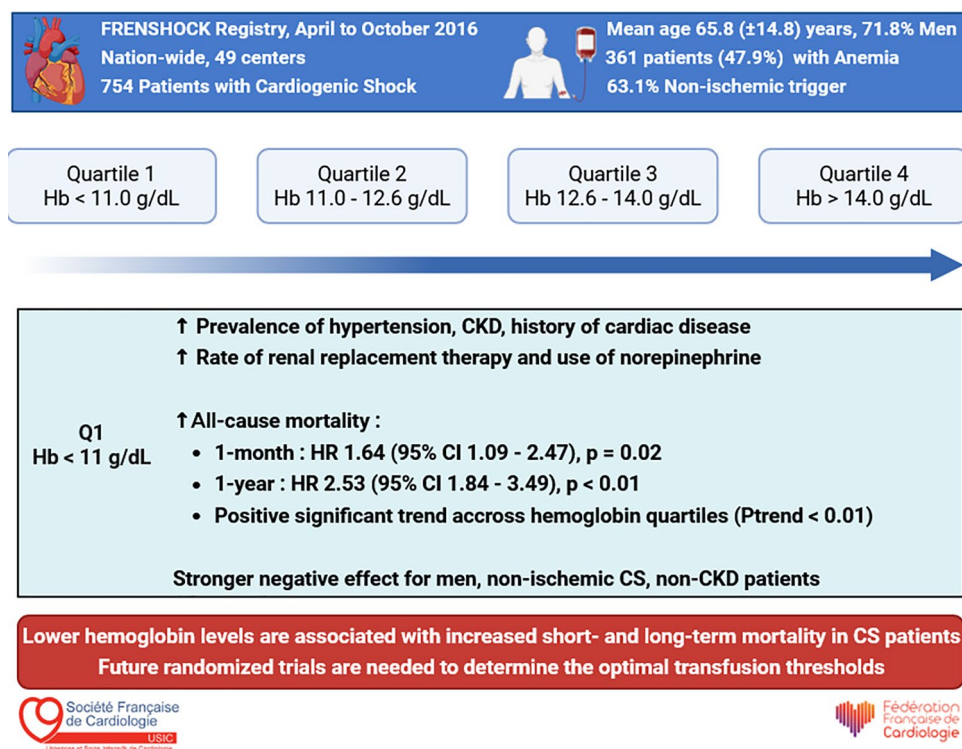 FRENSHOCK Registry, April to October 2016
Nation-wide, 49 centers
754 Patients with Cardiogenic Shock
Mean age 65.8 (±14.8) years, 71.8% Men
361 patients (47.9%) with Anemia
63.1% Non-ischemic trigger
Quartile 1
Hb < 11.0 g/dL
Quartile 2
Hb 11.0 - 12.6 g/dL
Quartile 3
Hb 12.6 - 14.0 g/dL
Quartile 4
Hb > 14.0 g/dL
Q1
Hb < 11 g/dL
↑ Prevalence of hypertension, CKD, history of cardiac disease
↑ Rate of renal replacement therapy and use of norepinephrine
↑ All-cause mortality :
• 1-month : HR 1.64 (95% CI 1.09 - 2.47), p = 0.02
• 1-year : HR 2.53 (95% CI 1.84 - 3.49), p < 0.01
• Positive significant trend accross hemoglobin quartiles (Ptrend < 0.01)
Stronger negative effect for men, non-ischemic CS, non-CKD patients
Lower hemoglobin levels are associated with increased short- and long-term mortality in CS patients
Future randomized trials are needed to determine the optimal transfusion thresholds
Société Française
de Cardiologie
USIC
Fédération
Française de
Cardiologie